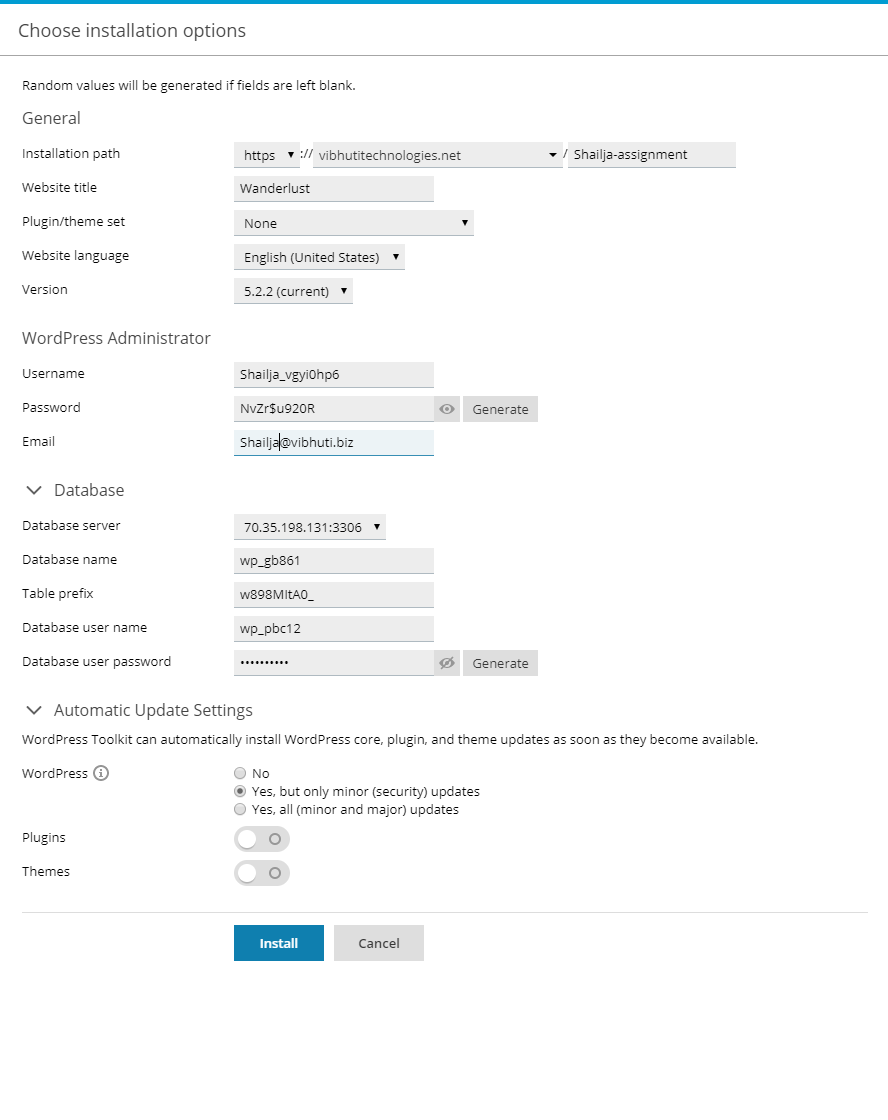 Choose installation options
Random values will be generated if fields are left blank.
General
Installation path https :// vibhutitechnologies.net / Shailja-assignment
Website title Wanderlust
Plugin/theme set None
Website language English (United States)
Version 5.2.2 (current)
WordPress Administrator
Username Shailja_vgyi0hp6
Password NvZr$u920R Generate
Email Shailja@vibhuti.biz
Database
Database server 70.35.198.131:3306
Database name wp_gb861
Table prefix w898MItA0_
Database user name wp_pbc12
Database user password •••••••••• Generate
Automatic Update Settings
WordPress Toolkit can automatically install WordPress core, plugin, and theme updates as soon as they become available.
WordPress No
Yes, but only minor (security) updates
Yes, all (minor and major) updates
Plugins
Themes
Install Cancel